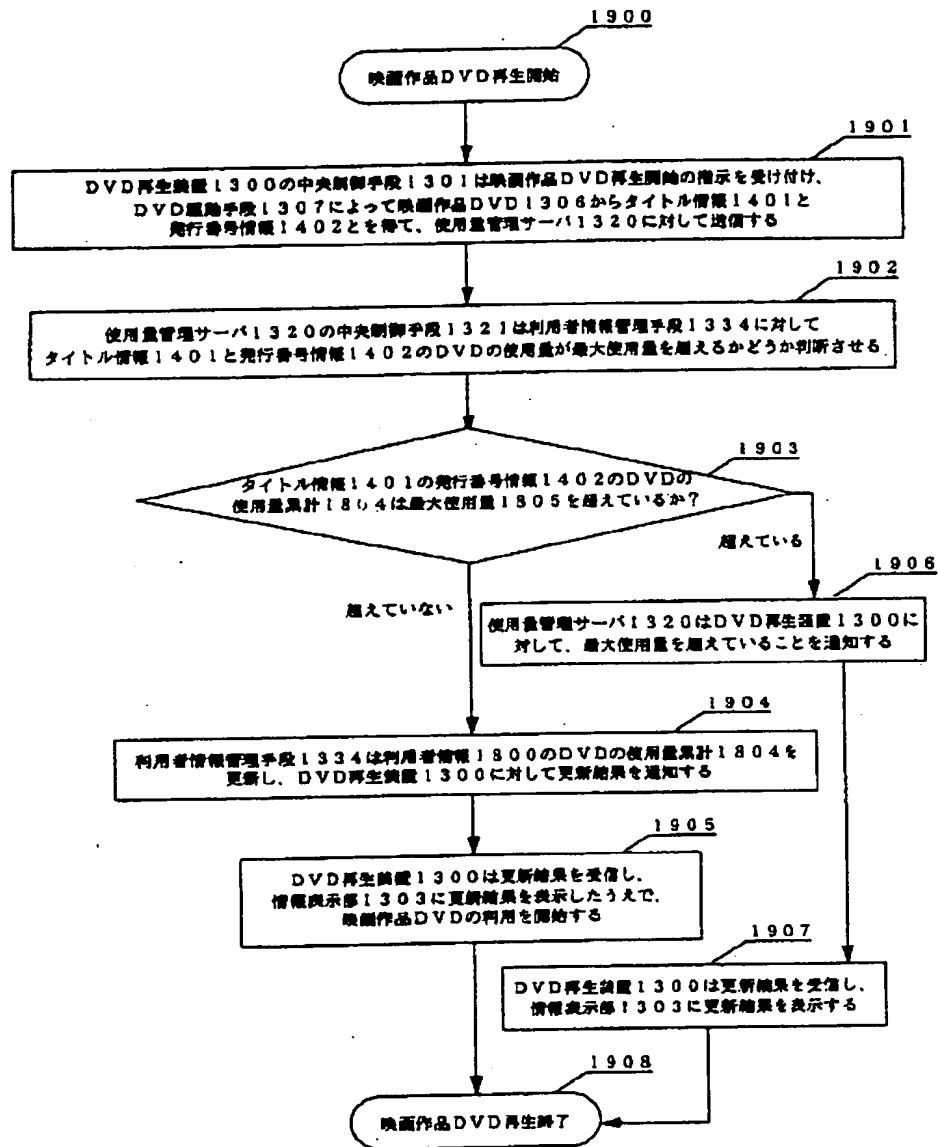 1900
映画作品DVD再生開始
1901
DVD再生装置1300の中央制御手段1301は映画作品DVD再生開始の指示を受け付け、
DVD駆動手段1307によって映画作品DVD1306からタイトル情報1401と
発行番号情報1402とを得て、使用量管理サーバ1320に対して送信する
1902
使用量管理サーバ1320の中央制御手段1321は利用者情報管理手段1334に対して
タイトル情報1401と発行番号情報1402のDVDの使用量が最大使用量を超えるかどうか判断させる
1903
タイトル情報1401の発行番号情報1402のDVDの
使用量累計1804は最大使用量1805を超えているか?
超えている
1906
超えていない
使用量管理サーバ1320はDVD再生装置1300に
対して、最大使用量を超えていることを通知する
1904
利用者情報管理手段1334は利用者情報1800のDVDの使用量累計1804を
更新し、DVD再生装置1300に対して更新結果を通知する
1905
DVD再生装置1300は更新結果を受信し、
情報表示部1303に更新結果を表示したうえで、
映画作品DVDの利用を開始する
1907
DVD再生装置1300は更新結果を受信し、
情報表示部1303に更新結果を表示する
1908
映画作品DVD再生終了